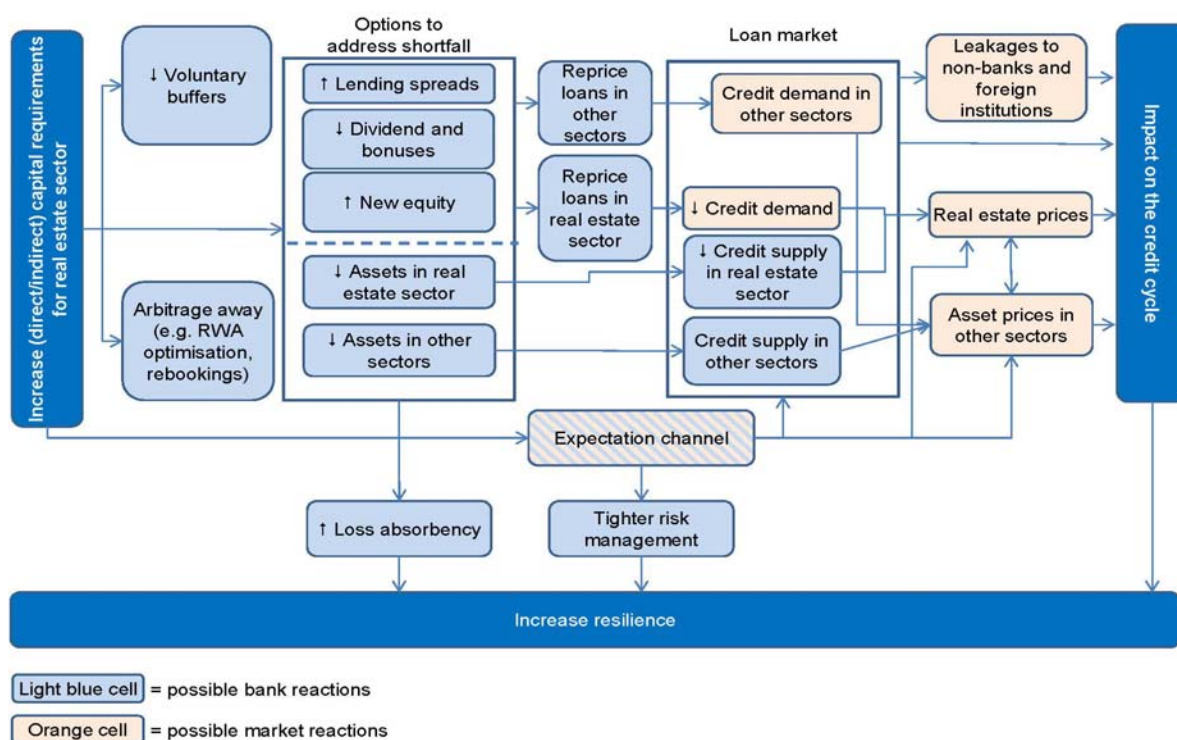 Increase (direct/indirect) capital requirements
for real estate sector
↓ Voluntary
buffers
Arbitrage away
(e.g. RWA
optimisation,
rebookings)
Options to
address shortfall
↑ Lending spreads
↓ Dividend and
bonuses
↑ New equity
↓ Assets in real
estate sector
↓ Assets in other
sectors
Reprice
loans in
other
sectors
Reprice
loans in
real estate
sector
Loan market
Credit demand in
other sectors
↓ Credit demand
↓ Credit supply
in real estate
sector
Credit supply in
other sectors
Leakages to
non-banks and
foreign
institutions
Real estate prices
Asset prices in
other sectors
Impact on the credit
cycle
Expectation channel
↑ Loss absorbency
Tighter risk
management
Increase resilience
Light blue cell = possible bank reactions
Orange cell = possible market reactions